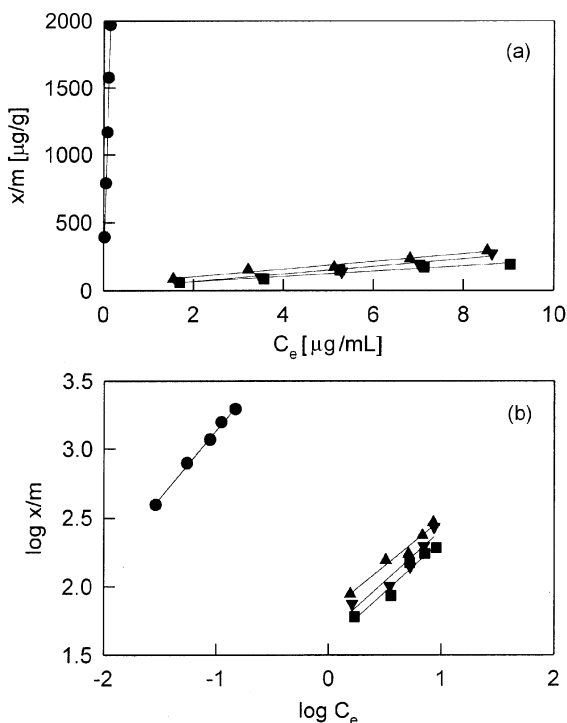 2000
(a)
1500
x/m [μg/g]
1000
500
0
0 2 4 6 8 10
Cₑ [μg/mL]
3.5
(b)
3.0
log x/m
2.5
2.0
1.5
-2 -1 0 1 2
log Cₑ